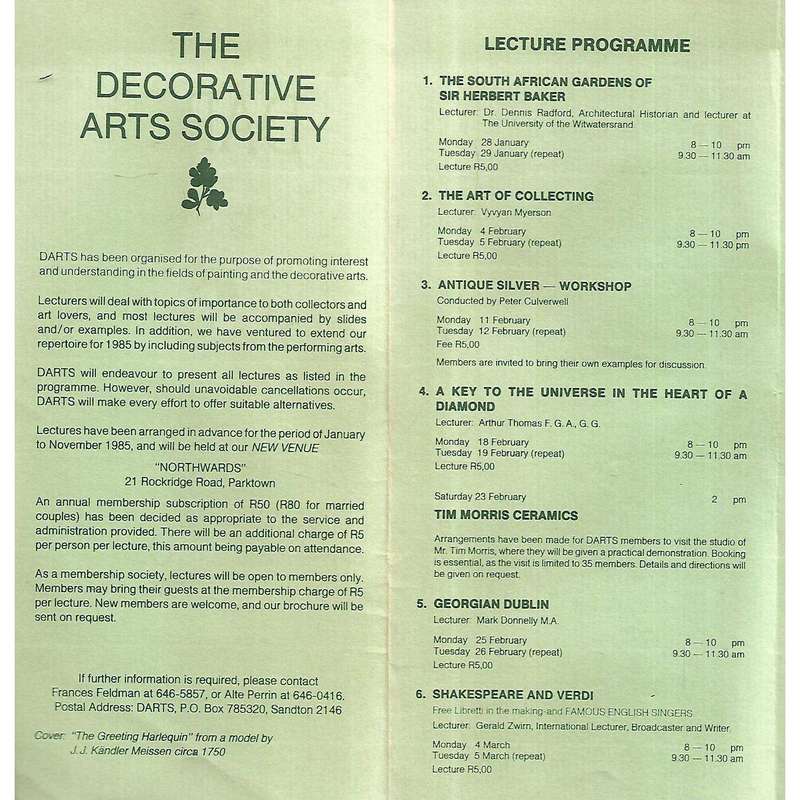 THE
DECORATIVE
ARTS SOCIETY
DARTS has been organised for the purpose of promoting interest
and understanding in the fields of painting and the decorative arts.
Lecturers will deal with topics of importance to both collectors and
art lovers, and most lectures will be accompanied by slides
and/or examples. In addition, we have ventured to extend our
repertoire for 1985 by including subjects from the performing arts.
DARTS will endeavour to present all lectures as listed in the
programme. However, should unavoidable cancellations occur,
DARTS will make every effort to offer suitable alternatives.
Lectures have been arranged in advance for the period of January
to November 1985, and will be held at our NEW VENUE
"NORTHWARDS"
21 Rockridge Road, Parktown
An annual membership subscription of R50 (R80 for married
couples) has been decided as appropriate to the service and
administration provided. There will be an additional charge of R5
per person per lecture, this amount being payable on attendance.
As a membership society, lectures will be open to members only.
Members may bring their guests at the membership charge of R5
per lecture. New members are welcome, and our brochure will be
sent on request.
If further information is required, please contact
Frances Feldman at 646-5857, or Alte Perrin at 646-0416.
Postal Address: DARTS, P.O. Box 785320, Sandton 2146
Cover: "The Greeting Harlequin" from a model by
J.J. Kändler Meissen circa 1750
LECTURE PROGRAMME
1. THE SOUTH AFRICAN GARDENS OF
SIR HERBERT BAKER
Lecturer: Dr. Dennis Radford, Architectural Historian and lecturer at
The University of the Witwatersrand
Monday 28 January 8 — 10 pm
Tuesday 29 January (repeat) 9.30 — 11.30 am
Lecture R5,00
2. THE ART OF COLLECTING
Lecturer: Vyvyan Myerson
Monday 4 February 8 — 10 pm
Tuesday 5 February (repeat) 9.30 — 11.30 pm
Lecture R5,00
3. ANTIQUE SILVER — WORKSHOP
Conducted by Peter Culverwell
Monday 11 February 8 — 10 pm
Tuesday 12 February (repeat) 9.30 — 11.30 am
Fee R5,00
Members are invited to bring their own examples for discussion.
4. A KEY TO THE UNIVERSE IN THE HEART OF A
DIAMOND
Lecturer: Arthur Thomas F. G. A., G. G.
Monday 18 February 8 — 10 pm
Tuesday 19 February (repeat) 9.30 — 11.30 am
Lecture R5,00
Saturday 23 February 2 pm
TIM MORRIS CERAMICS
Arrangements have been made for DARTS members to visit the studio of
Mr. Tim Morris, where they will be given a practical demonstration. Booking
is essential, as the visit is limited to 35 members. Details and directions will
be given on request.
5. GEORGIAN DUBLIN
Lecturer Mark Donnelly M.A.
Monday 25 February 8 — 10 pm
Tuesday 26 February (repeat) 9.30 — 11.30 am
Lecture R5,00
6. SHAKESPEARE AND VERDI
Free Libretti in the making-and FAMOUS ENGLISH SINGERS
Lecturer: Gerald Zwirn, International Lecturer, Broadcaster and Writer.
Monday 4 March 8 — 10 pm
Tuesday 5 March (repeat) 9.30 — 11.30 am
Lecture R5,00